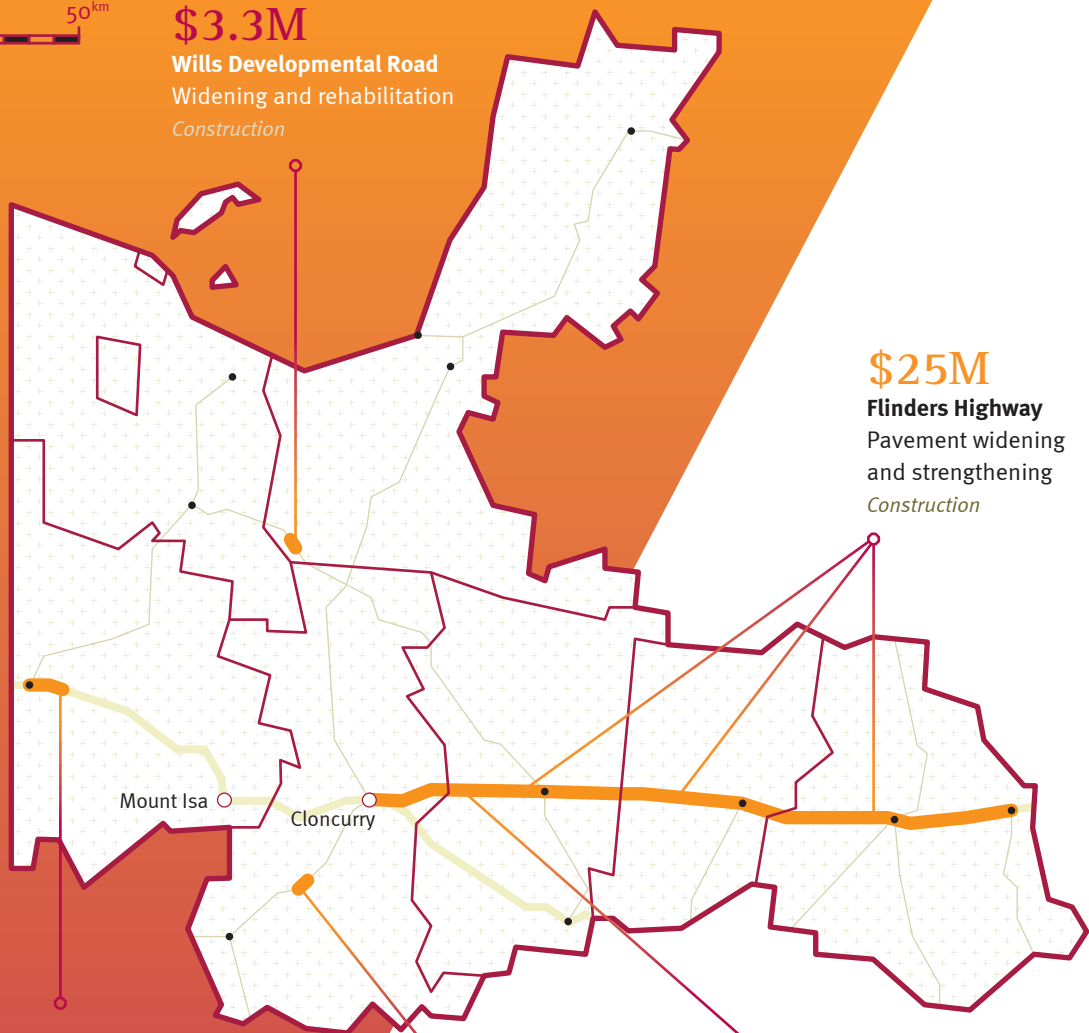 50km
$3.3M
Wills Developmental Road
Widening and rehabilitation
Construction
$25M
Flinders Highway
Pavement widening
and strengthening
Construction
Mount Isa
Cloncurry